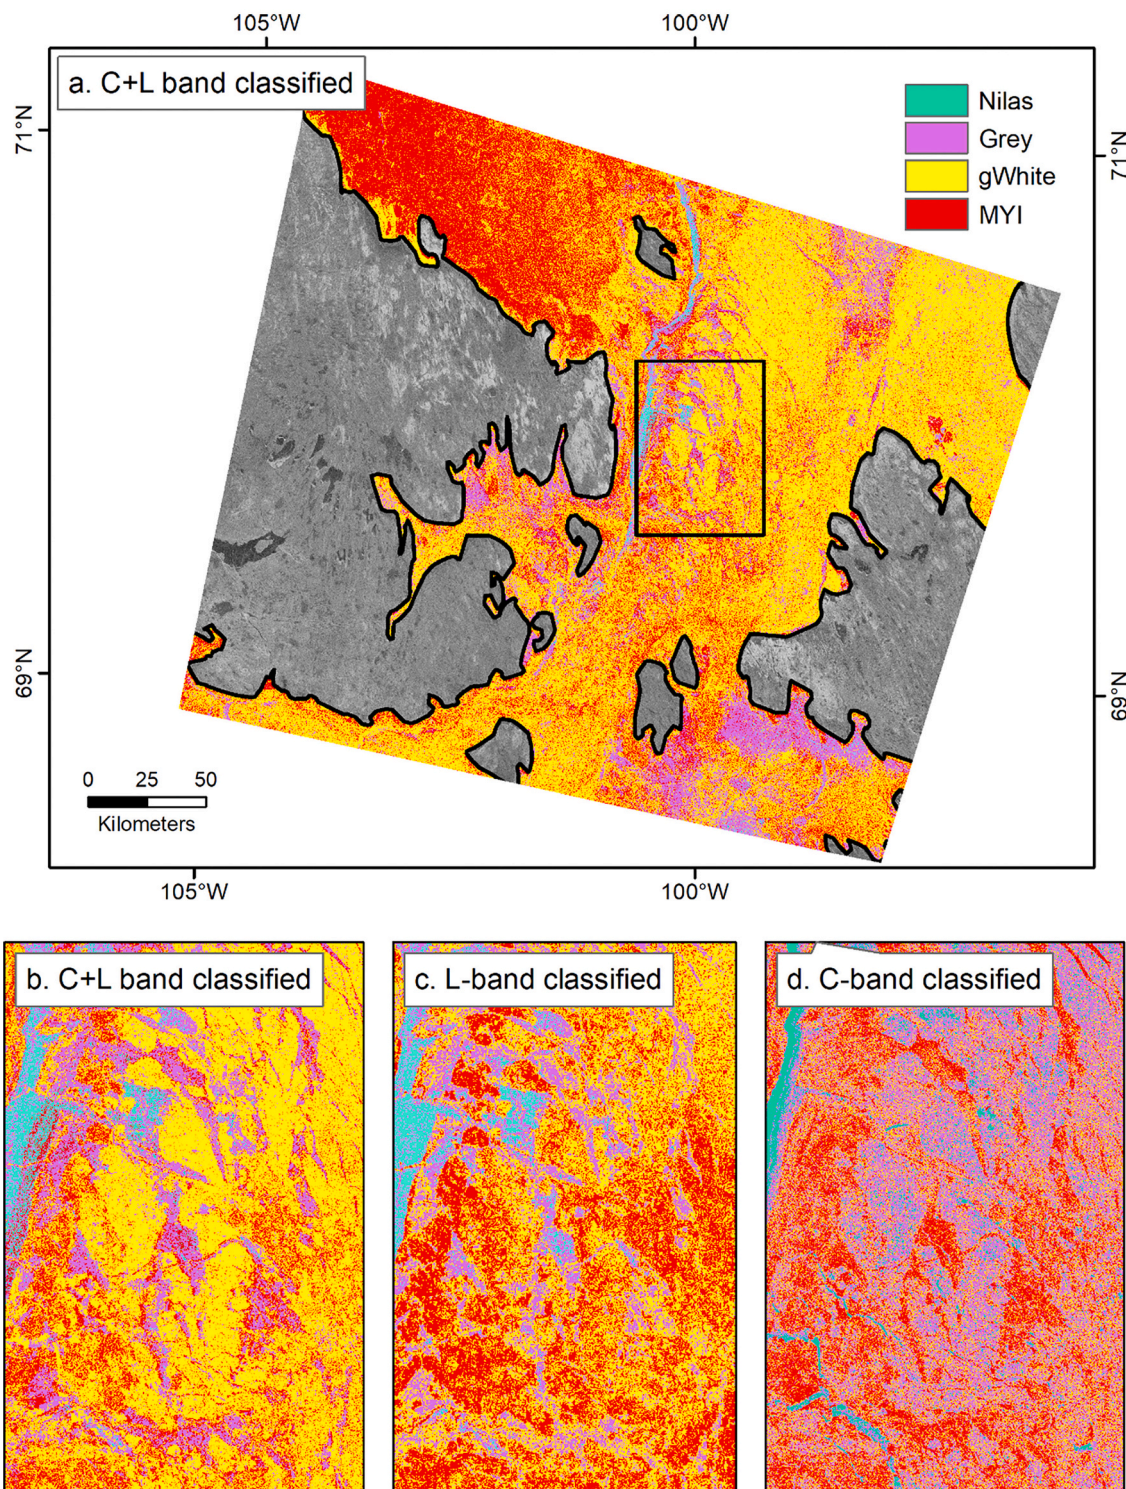 105°W
100°W
a. C+L band classified
Nilas
Grey
gWhite
MYI
71°N
71°N
69°N
69°N
0 25 50
Kilometers
105°W
100°W
b. C+L band classified
c. L-band classified
d. C-band classified